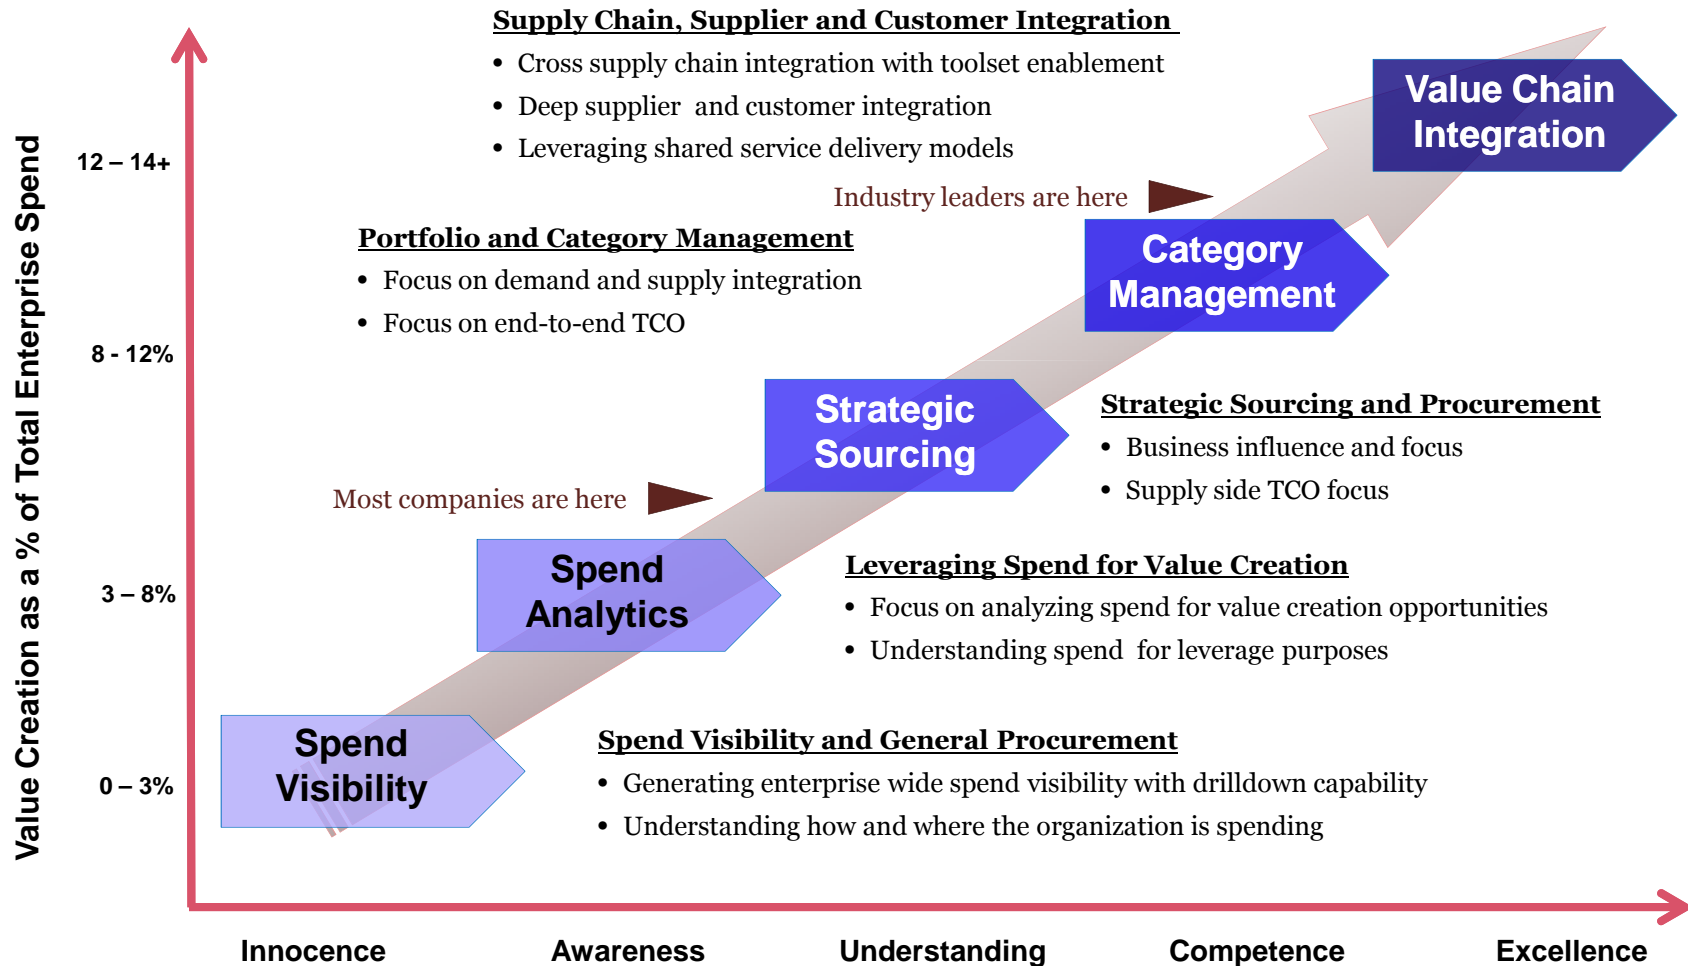 Supply Chain, Supplier and Customer Integration
• Cross supply chain integration with toolset enablement
• Deep supplier and customer integration
• Leveraging shared service delivery models
Value Chain
Integration
12 – 14+
Industry leaders are here
Portfolio and Category Management
• Focus on demand and supply integration
• Focus on end-to-end TCO
Category
Management
8 - 12%
Strategic
Sourcing
Strategic Sourcing and Procurement
• Business influence and focus
• Supply side TCO focus
Most companies are here
Spend
Analytics
Leveraging Spend for Value Creation
• Focus on analyzing spend for value creation opportunities
• Understanding spend for leverage purposes
3 – 8%
Spend
Visibility
Spend Visibility and General Procurement
• Generating enterprise wide spend visibility with drilldown capability
• Understanding how and where the organization is spending
0 – 3%
Value Creation as a % of Total Enterprise Spend
Innocence
Awareness
Understanding
Competence
Excellence